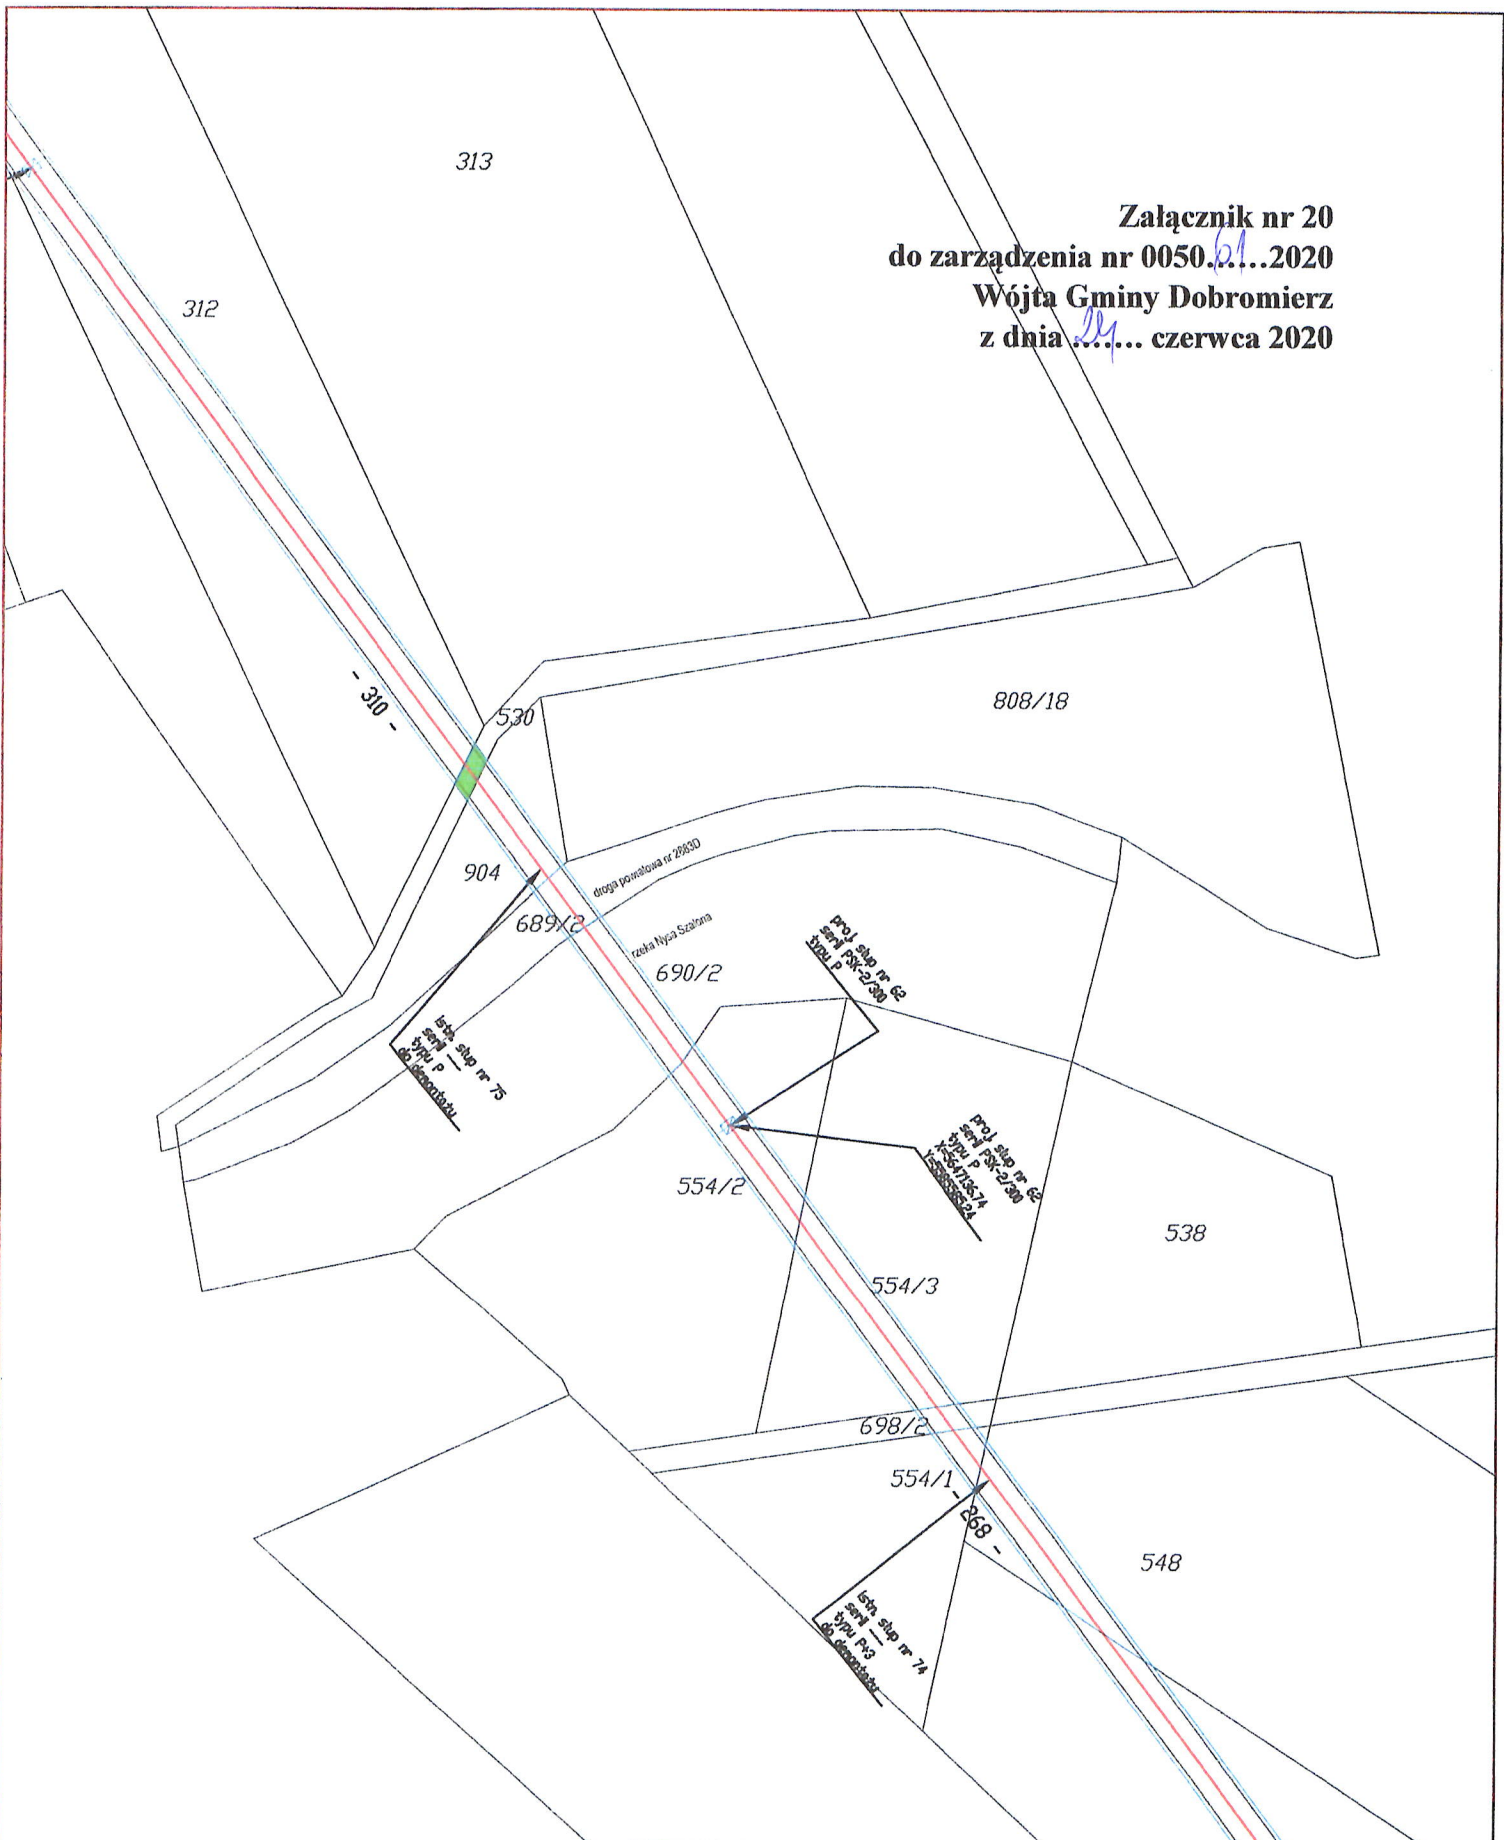 313
Załącznik nr 20
do zarządzenia nr 0050.61...2020
Wójta Gminy Dobromierz
z dnia ....... czerwca 2020
312
- 310 -
530
808/18
904
droga powiatowa nr 2883D
689/2
rzeka Nysa Szalona
690/2
proj. słup nr 62
serii PSK-2/300
typu P
istn. słup nr 75
serii ---
typu P
do demontażu
proj. słup nr 62
serii PSK-2/300
typu P
554/2
538
554/3
698/2
554/1
- 268 -
548
istn. słup nr 74
serii ---
typu P+3
do demontażu